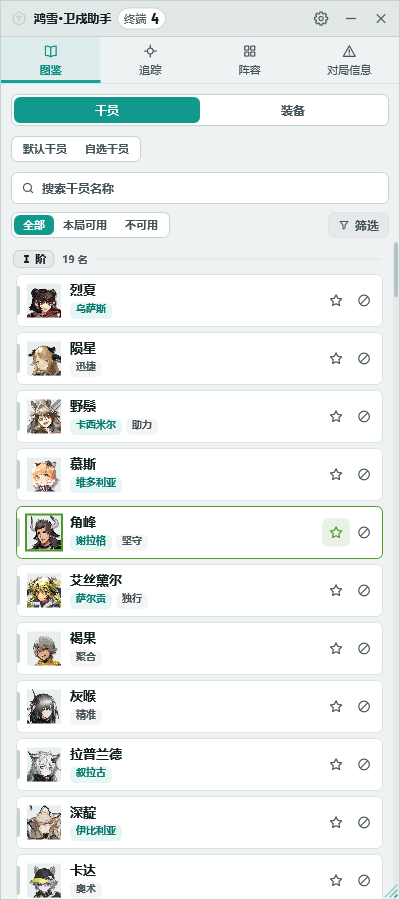 鸿雪•卫戍助手 终端 4
图鉴 追踪 阵容 对局信息
干员 装备
默认干员 自选干员
搜索干员名称
全部 本局可用 不可用 筛选
I 阶 19 名
烈夏
乌萨斯
陨星
迅捷
野鬃
卡西米尔 助力
慕斯
维多利亚
角峰
谢拉格 坚守
艾丝黛尔
萨尔贡 独行
褐果
聚合
灰喉
精准
拉普兰德
叙拉古
深靛
伊比利亚
卡达
奥术